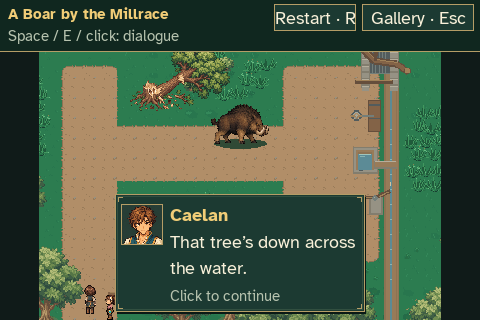 A Boar by the Millrace
Space / E / click: dialogue
Restart · R
Gallery · Esc
Caelan
That tree's down across
the water.
Click to continue